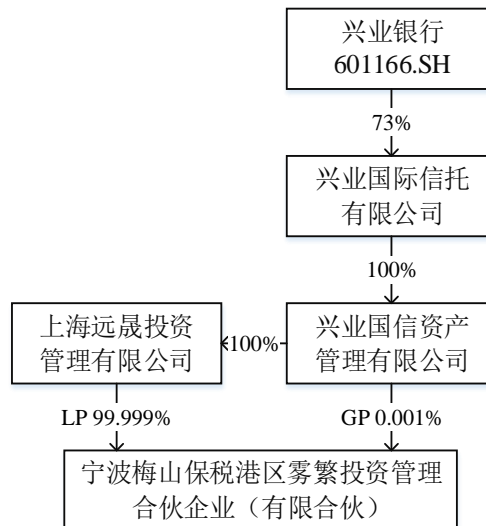 兴业银行
601166.SH
73%
兴业国际信托
有限公司
100%
上海远晟投资
管理有限公司
100%
兴业国信资产
管理有限公司
LP 99.999%
GP 0.001%
宁波梅山保税港区雾繁投资管理
合伙企业（有限合伙）